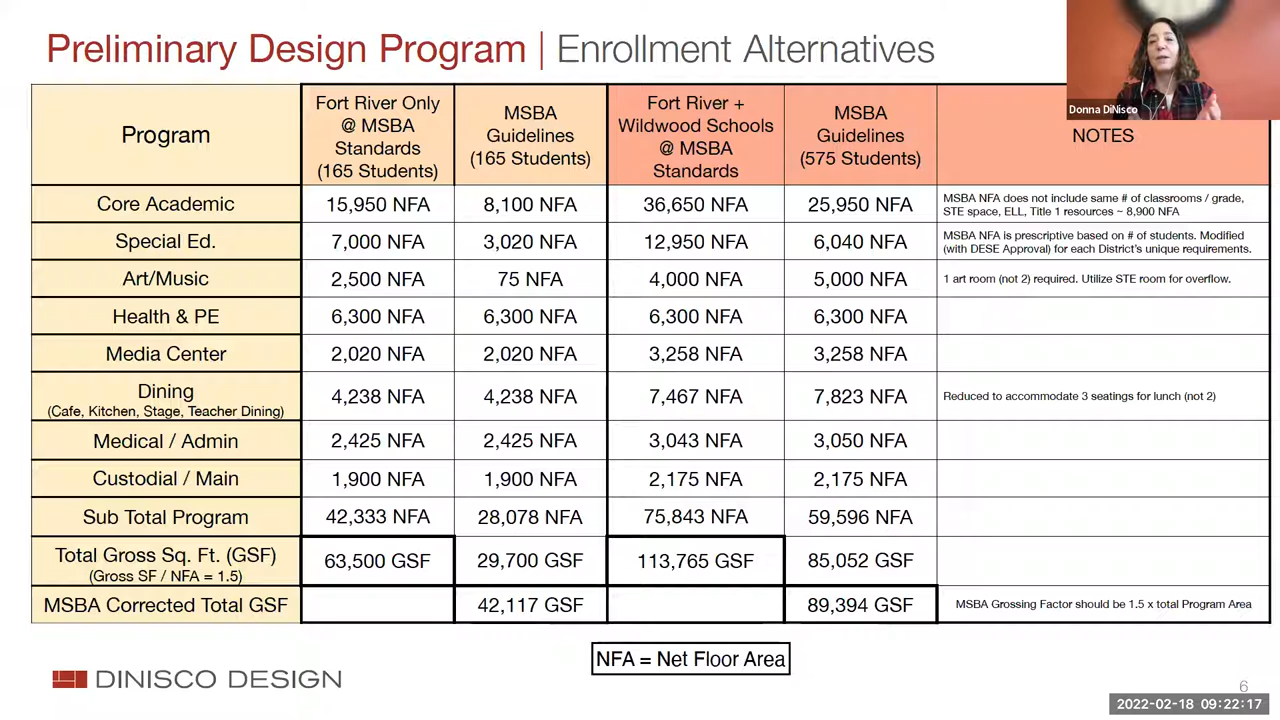 Preliminary Design Program | Enrollment Alternatives
Donna DiNisco
Program
Fort River Only
@ MSBA
Standards
(165 Students)
MSBA
Guidelines
(165 Students)
Fort River +
Wildwood Schools
@ MSBA
Standards
MSBA
Guidelines
(575 Students)
NOTES
Core Academic
15,950 NFA
8,100 NFA
36,650 NFA
25,950 NFA
MSBA NFA does not include same # of classrooms / grade,
STE space, ELL, Title 1 resources ~ 8,900 NFA
Special Ed.
7,000 NFA
3,020 NFA
12,950 NFA
6,040 NFA
MSBA NFA is prescriptive based on # of students. Modified
(with DESE Approval) for each District's unique requirements.
Art/Music
2,500 NFA
75 NFA
4,000 NFA
5,000 NFA
1 art room (not 2) required. Utilize STE room for overflow.
Health & PE
6,300 NFA
6,300 NFA
6,300 NFA
6,300 NFA
Media Center
2,020 NFA
2,020 NFA
3,258 NFA
3,258 NFA
Dining
(Cafe, Kitchen, Stage, Teacher Dining)
4,238 NFA
4,238 NFA
7,467 NFA
7,823 NFA
Reduced to accommodate 3 seatings for lunch (not 2)
Medical / Admin
2,425 NFA
2,425 NFA
3,043 NFA
3,050 NFA
Custodial / Main
1,900 NFA
1,900 NFA
2,175 NFA
2,175 NFA
Sub Total Program
42,333 NFA
28,078 NFA
75,843 NFA
59,596 NFA
Total Gross Sq. Ft. (GSF)
(Gross SF / NFA = 1.5)
63,500 GSF
29,700 GSF
113,765 GSF
85,052 GSF
MSBA Corrected Total GSF
42,117 GSF
89,394 GSF
MSBA Grossing Factor should be 1.5 x total Program Area
NFA = Net Floor Area
DINISCO DESIGN
6
2022-02-18 09:22:17